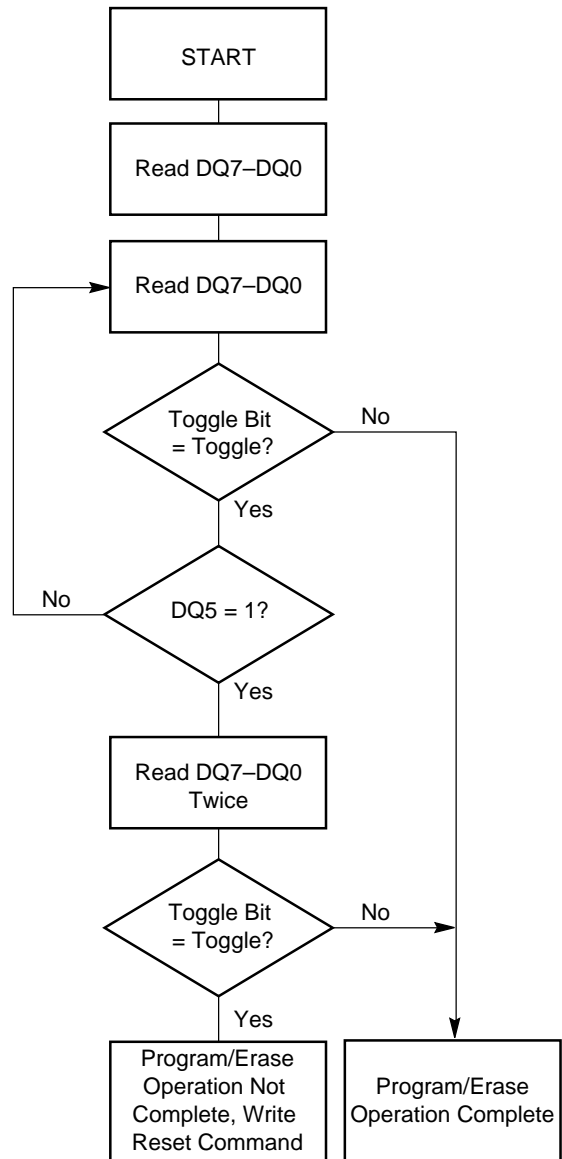 START
Read DQ7–DQ0
Read DQ7–DQ0
Toggle Bit
= Toggle?
No
Yes
No
DQ5 = 1?
Yes
Read DQ7–DQ0
Twice
Toggle Bit
= Toggle?
No
Yes
Program/Erase
Operation Not
Complete, Write
Reset Command
Program/Erase
Operation Complete